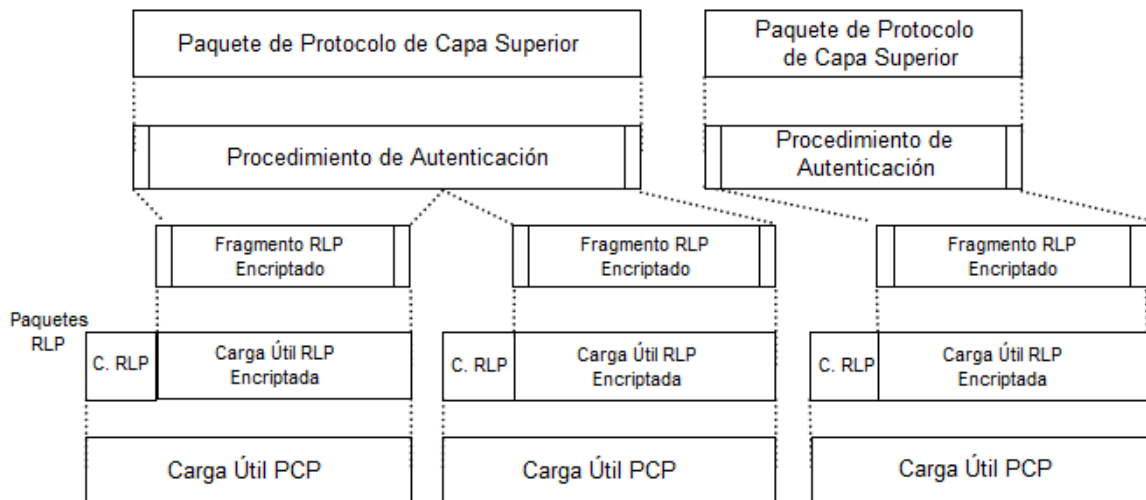 Paquete de Protocolo de Capa Superior
Paquete de Protocolo
de Capa Superior
Procedimiento de Autenticación
Procedimiento de
Autenticación
Fragmento RLP
Encriptado
Fragmento RLP
Encriptado
Fragmento RLP
Encriptado
Paquetes
RLP
C. RLP
Carga Útil RLP
Encriptada
C. RLP
Carga Útil RLP
Encriptada
C. RLP
Carga Útil RLP
Encriptada
Carga Útil PCP
Carga Útil PCP
Carga Útil PCP